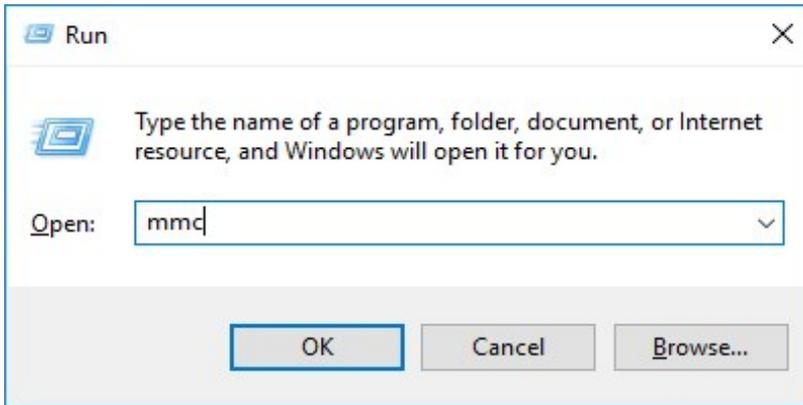 Run
Type the name of a program, folder, document, or Internet
resource, and Windows will open it for you.
Open: mmc
OK Cancel Browse...